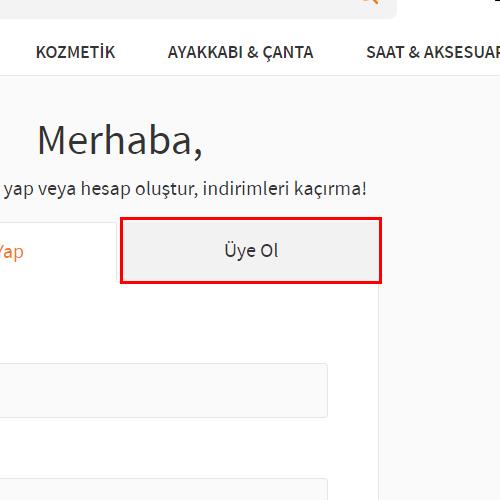 KOZMETİK AYAKKABI & ÇANTA SAAT & AKSESUAR
Merhaba,
yap veya hesap oluştur, indirimleri kaçırma!
Yap Üye Ol